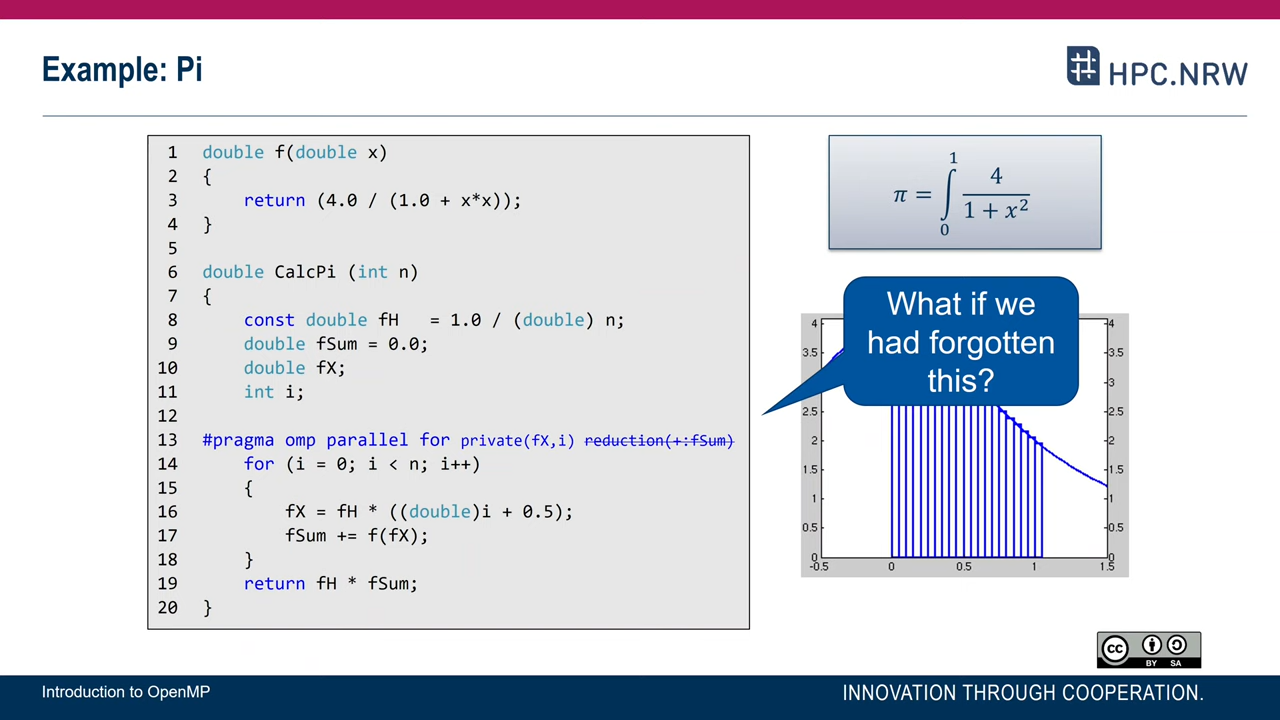 Example: Pi
HPC.NRW
1 double f(double x)
2 {
3 return (4.0 / (1.0 + x*x));
4 }
5
6 double CalcPi (int n)
7 {
8 const double fH = 1.0 / (double) n;
9 double fSum = 0.0;
10 double fX;
11 int i;
12
13 #pragma omp parallel for private(fX,i) reduction(+:fSum)
14 for (i = 0; i < n; i++)
15 {
16 fX = fH * ((double)i + 0.5);
17 fSum += f(fX);
18 }
19 return fH * fSum;
20 }
π = ∫₀¹ 4 / (1 + x²)
What if we
had forgotten
this?
4 4
3.5 3.5
3
2.5 2.5
2 2
1.5 1.5
1 1
0.5 0.5
0 0
-0.5 0 0.5 1 1.5
cc BY SA
Introduction to OpenMP
INNOVATION THROUGH COOPERATION.